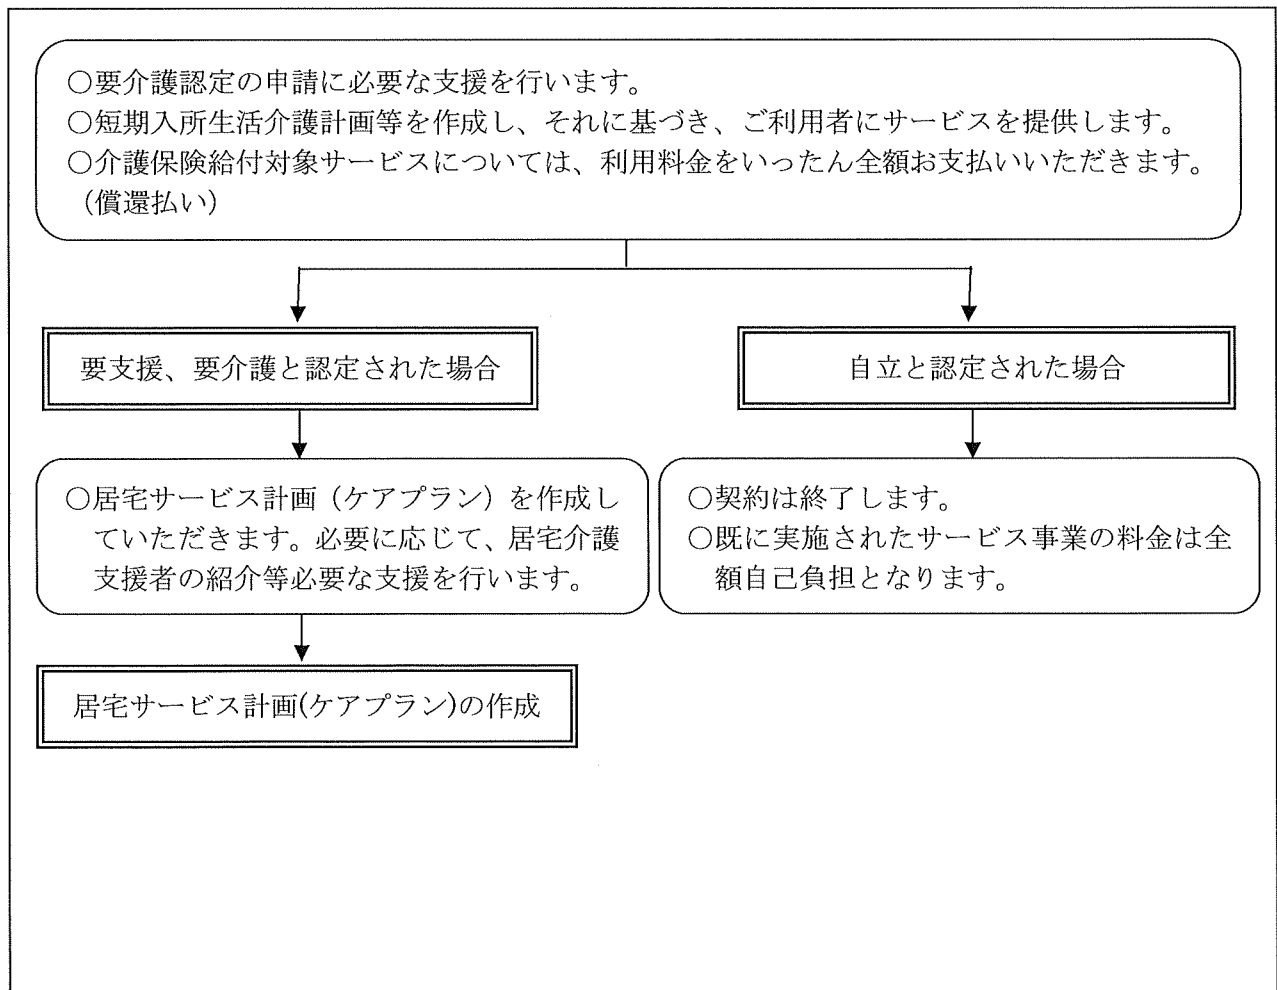 ○要介護認定の申請に必要な支援を行います。
○短期入所生活介護計画等を作成し、それに基づき、ご利用者にサービスを提供します。
○介護保険給付対象サービスについては、利用料金をいったん全額お支払いいただきます。
（償還払い）
要支援、要介護と認定された場合
自立と認定された場合
○居宅サービス計画（ケアプラン）を作成し
ていただきます。必要に応じて、居宅介護
支援者の紹介等必要な支援を行います。
○契約は終了します。
○既に実施されたサービス事業の料金は全
額自己負担となります。
居宅サービス計画(ケアプラン)の作成